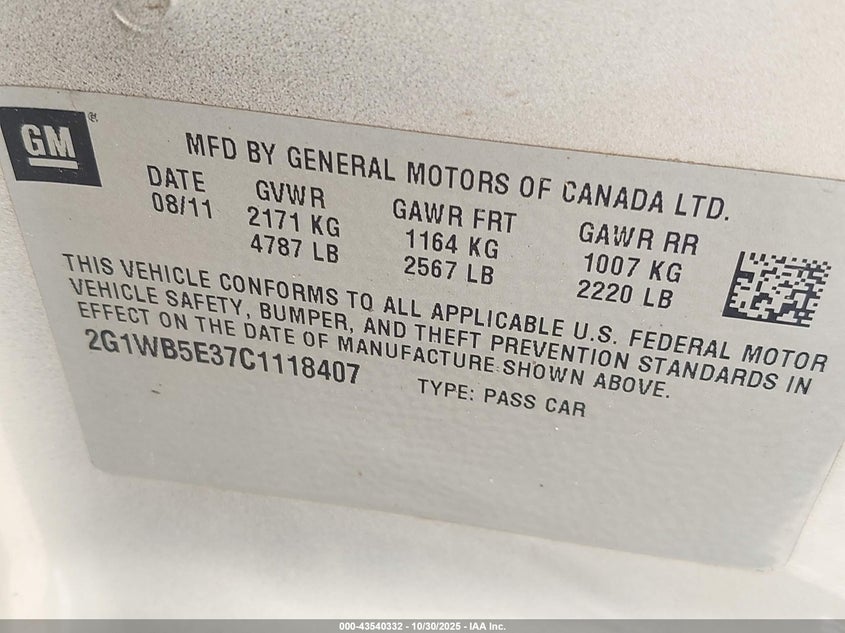 GM ®
MFD BY GENERAL MOTORS OF CANADA LTD.
DATE GVWR GAWR FRT GAWR RR
08/11 2171 KG 1164 KG 1007 KG
4787 LB 2567 LB 2220 LB
THIS VEHICLE CONFORMS TO ALL APPLICABLE U.S. FEDERAL MOTOR
VEHICLE SAFETY, BUMPER, AND THEFT PREVENTION STANDARDS IN
EFFECT ON THE DATE OF MANUFACTURE SHOWN ABOVE.
2G1WB5E37C1118407 TYPE: PASS CAR
000-43540332 - 10/30/2025 - IAA Inc.